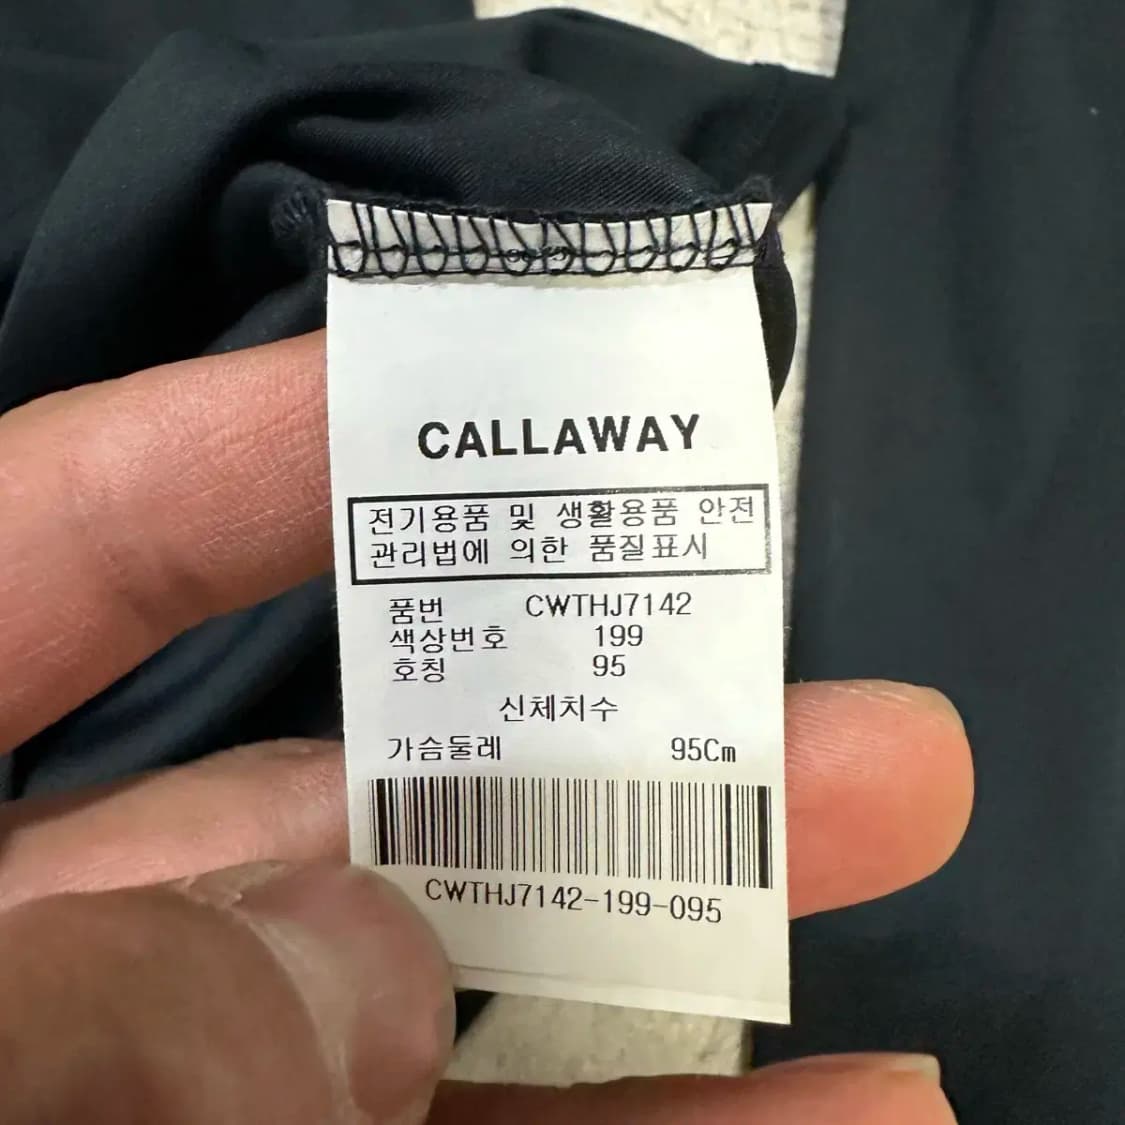 CALLAWAY
전기용품 및 생활용품 안전
관리법에 의한 품질표시
품번 CWTHJ7142
색상번호 199
호칭 95
신체치수
가슴둘레 95Cm
CWTHJ7142-199-095